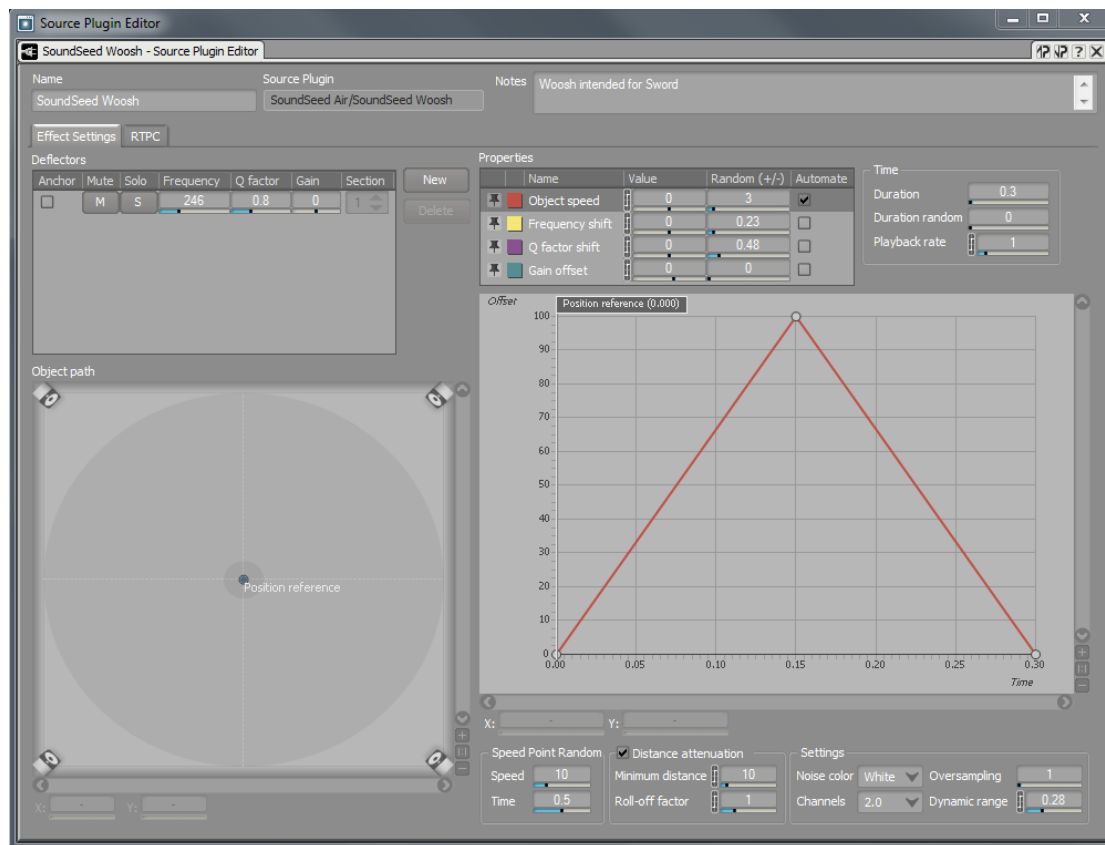 Source Plugin Editor
SoundSeed Woosh - Source Plugin Editor
Name
Source Plugin
Notes
Woosh intended for Sword
SoundSeed Woosh
SoundSeed Air/SoundSeed Woosh
Effect Settings
RTPC
Deflectors
Anchor Mute Solo Frequency Q factor Gain Section
M S 246 0.8 0 1
New
Delete
Properties
Name Value Random (+/-) Automate
Object speed 0 3
Frequency shift 0 0.23
Q factor shift 0 0.48
Gain offset 0 0
Time
Duration 0.3
Duration random 0
Playback rate 1
Object path
Position reference
X: - Y: -
Offset
Position reference (0.000)
100
90
80
70
60
50
40
30
20
10
0
0.00 0.05 0.10 0.15 0.20 0.25 0.30
Time
1:1
1:1
X: - Y: -
Speed Point Random
Speed 10
Time 0.5
Distance attenuation
Minimum distance 10
Roll-off factor 1
Settings
Noise color White Oversampling 1
Channels 2.0 Dynamic range 0.28